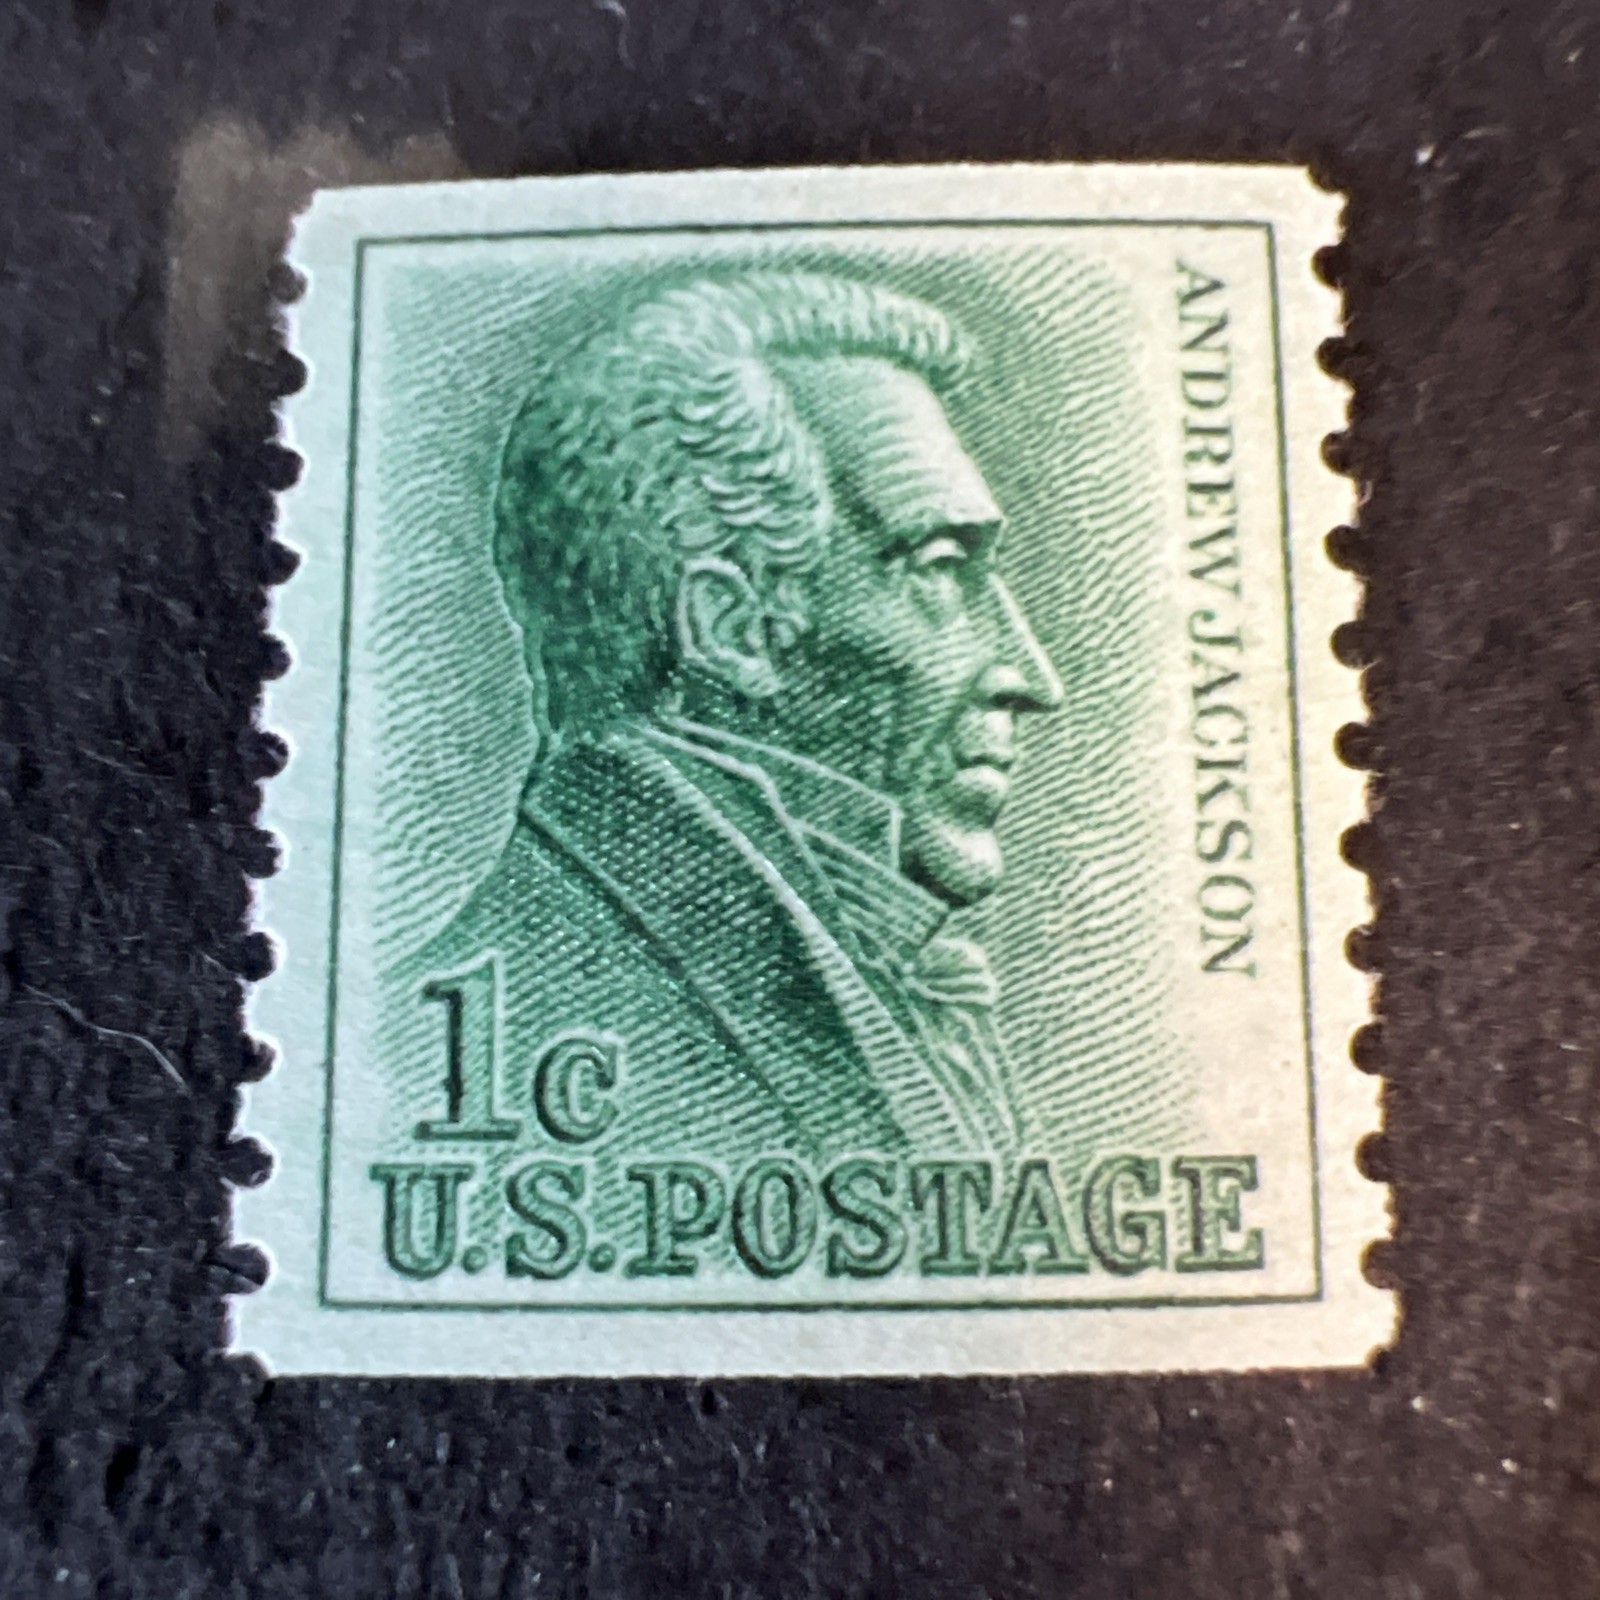 ANDREW JACKSON
1c
U.S. POSTAGE